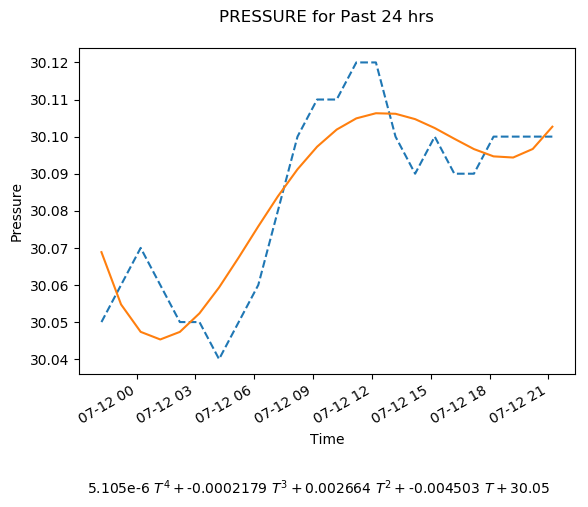 PRESSURE for Past 24 hrs
30.12
30.11
30.10
30.09
30.08
30.07
30.06
30.05
30.04
Pressure
07-12 00 07-12 03 07-12 06 07-12 09 07-12 12 07-12 15 07-12 18 07-12 21
Time
5.105e-6 T⁴ + -0.0002179 T³ + 0.002664 T² + -0.004503 T + 30.05